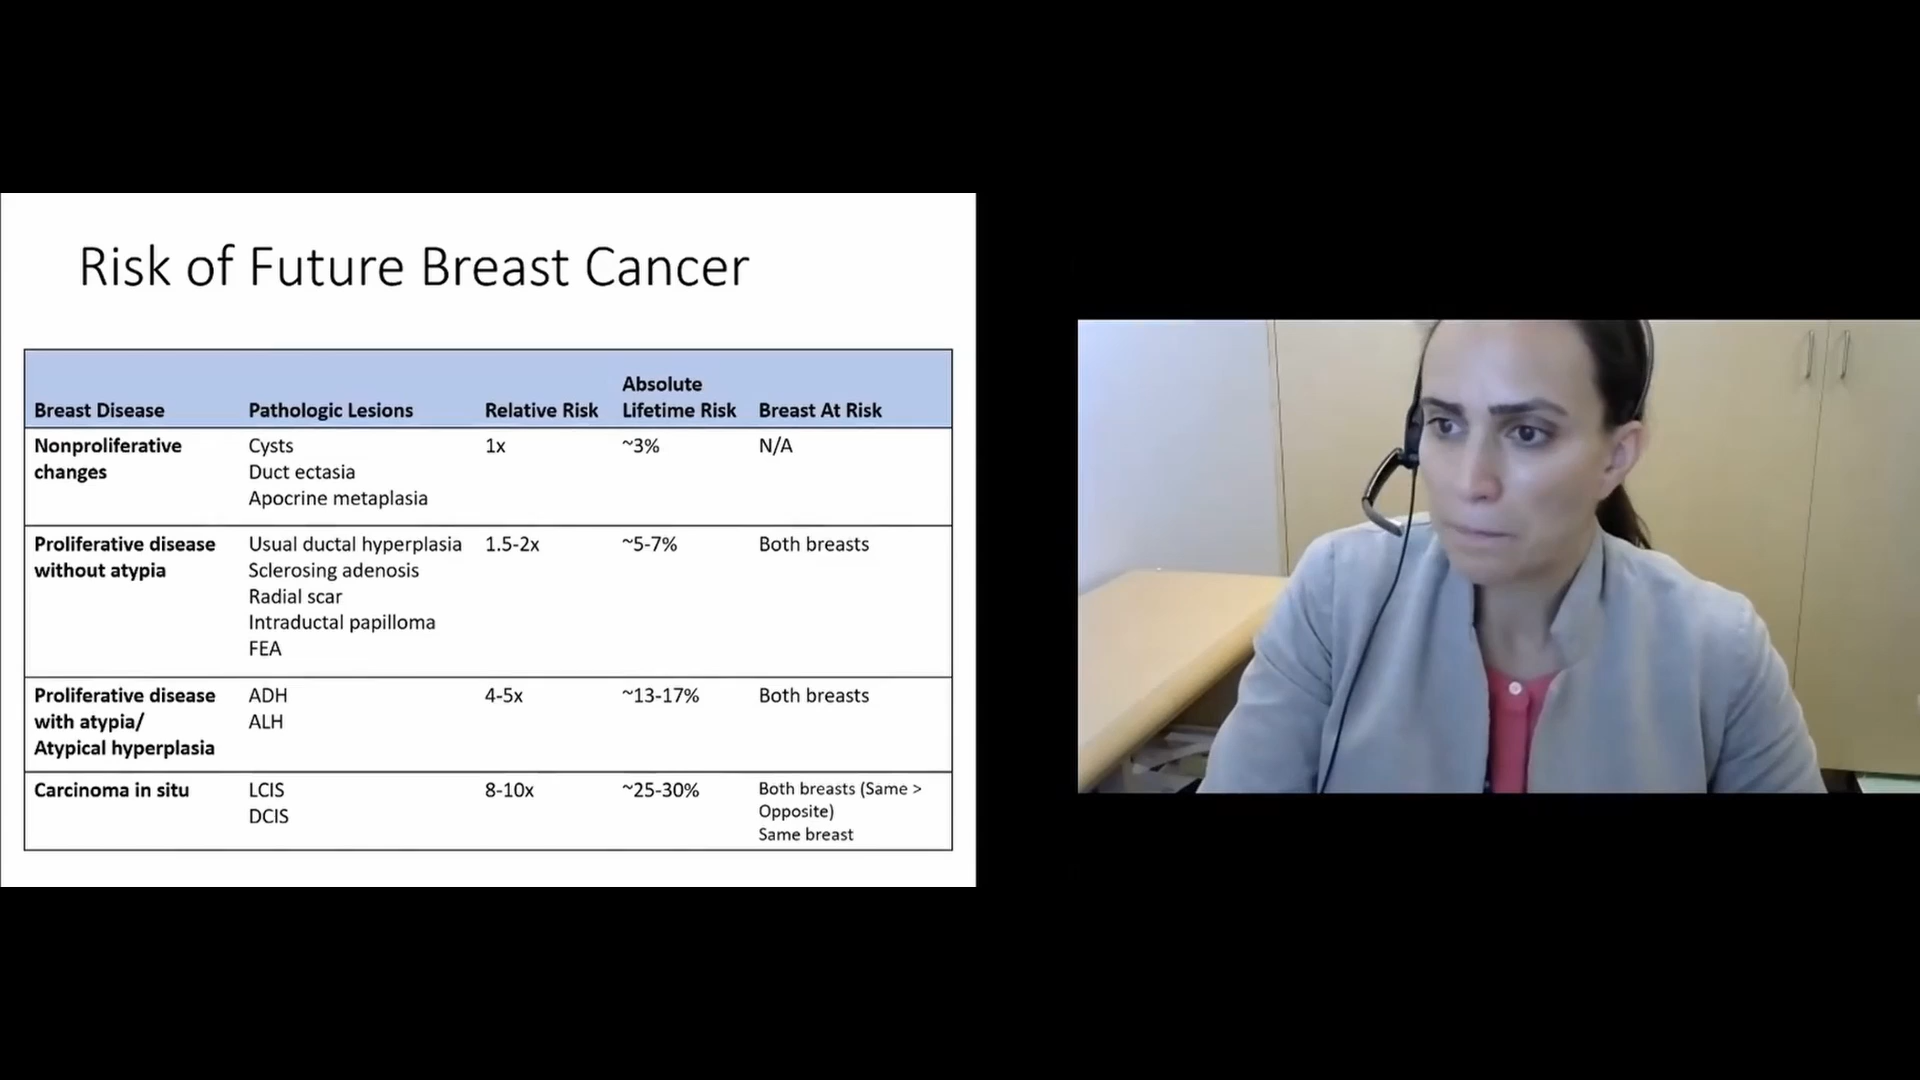 Risk of Future Breast Cancer
Breast Disease
Pathologic Lesions
Relative Risk
Absolute
Lifetime Risk
Breast At Risk
Nonproliferative
changes
Cysts
Duct ectasia
Apocrine metaplasia
1x
~3%
N/A
Proliferative disease
without atypia
Usual ductal hyperplasia
Sclerosing adenosis
Radial scar
Intraductal papilloma
FEA
1.5-2x
~5-7%
Both breasts
Proliferative disease
with atypia/
Atypical hyperplasia
ADH
ALH
4-5x
~13-17%
Both breasts
Carcinoma in situ
LCIS
DCIS
8-10x
~25-30%
Both breasts (Same >
Opposite)
Same breast